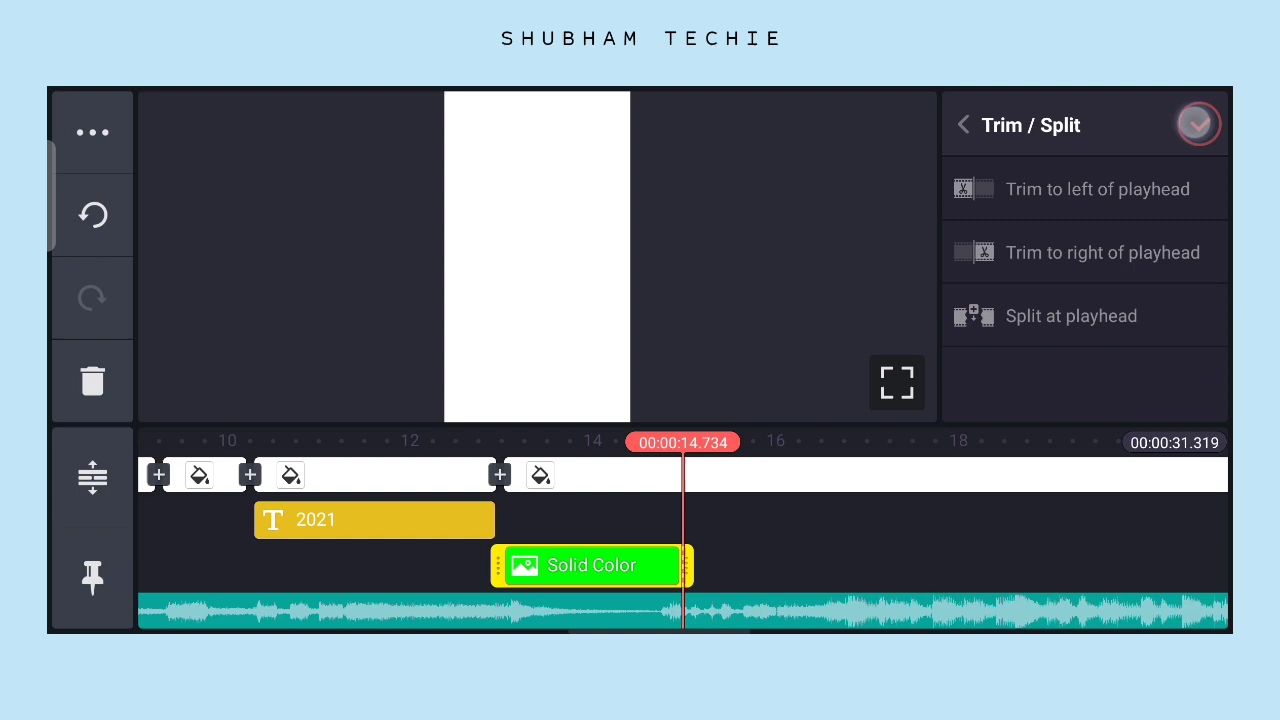 SHUBHAM TECHIE
Trim / Split
Trim to left of playhead
Trim to right of playhead
Split at playhead
10 12 14 00:00:14.734 16 18 00:00:31.319
T 2021
Solid Color